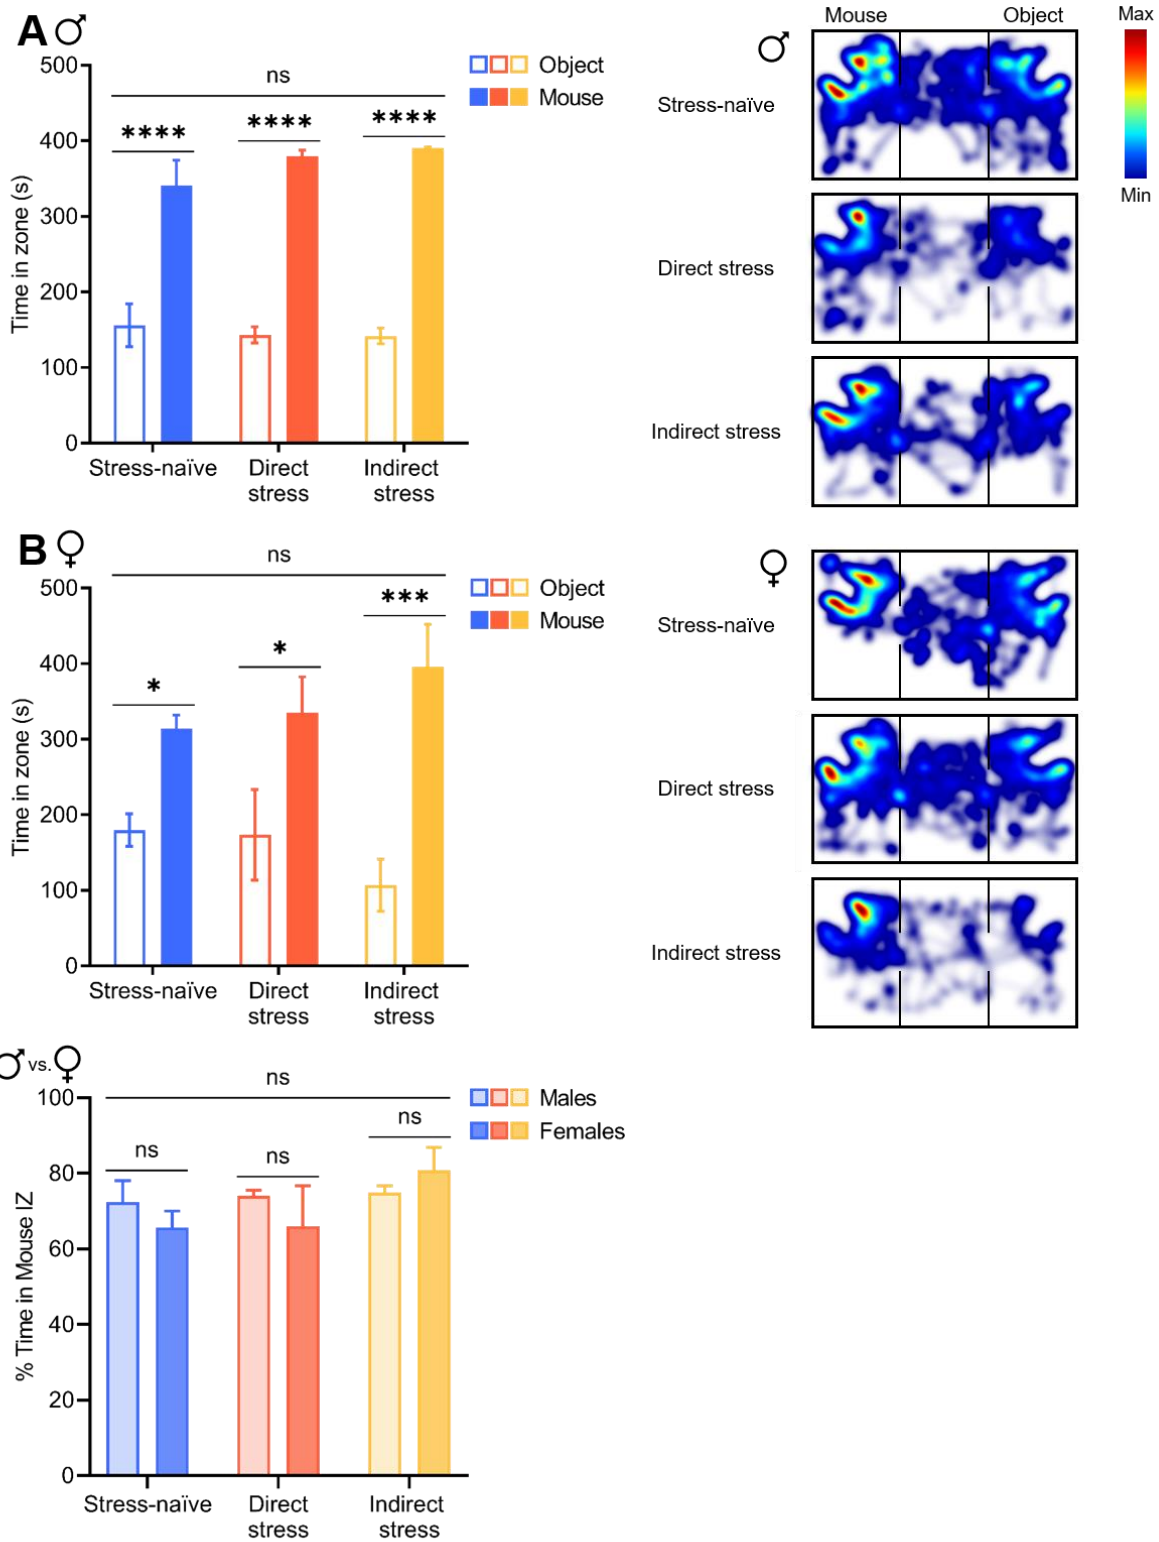 A ♂
500
400
300
200
100
0
Time in zone (s)
ns
****
****
****
Object
Mouse
Stress-naïve
Direct
stress
Indirect
stress
Mouse
Object
Max
Min
♂
Stress-naïve
Direct stress
Indirect stress
B ♀
500
400
300
200
100
0
Time in zone (s)
ns
*
*
***
Object
Mouse
Stress-naïve
Direct
stress
Indirect
stress
♀
Stress-naïve
Direct stress
Indirect stress
♂ vs. ♀
100
80
60
40
20
0
% Time in Mouse IZ
ns
ns
ns
ns
Males
Females
Stress-naïve
Direct
stress
Indirect
stress